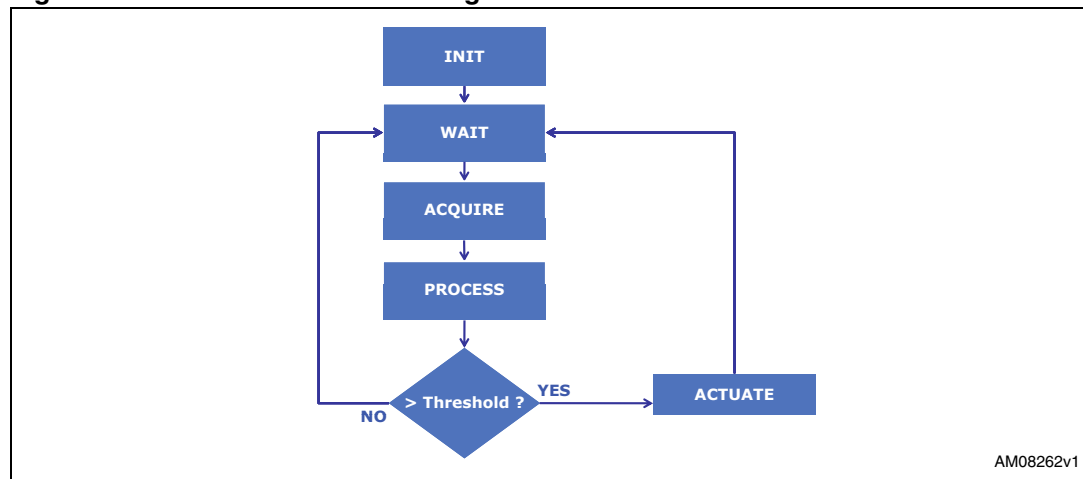 INIT
WAIT
ACQUIRE
PROCESS
> Threshold ?
YES
NO
ACTUATE
AM08262v1